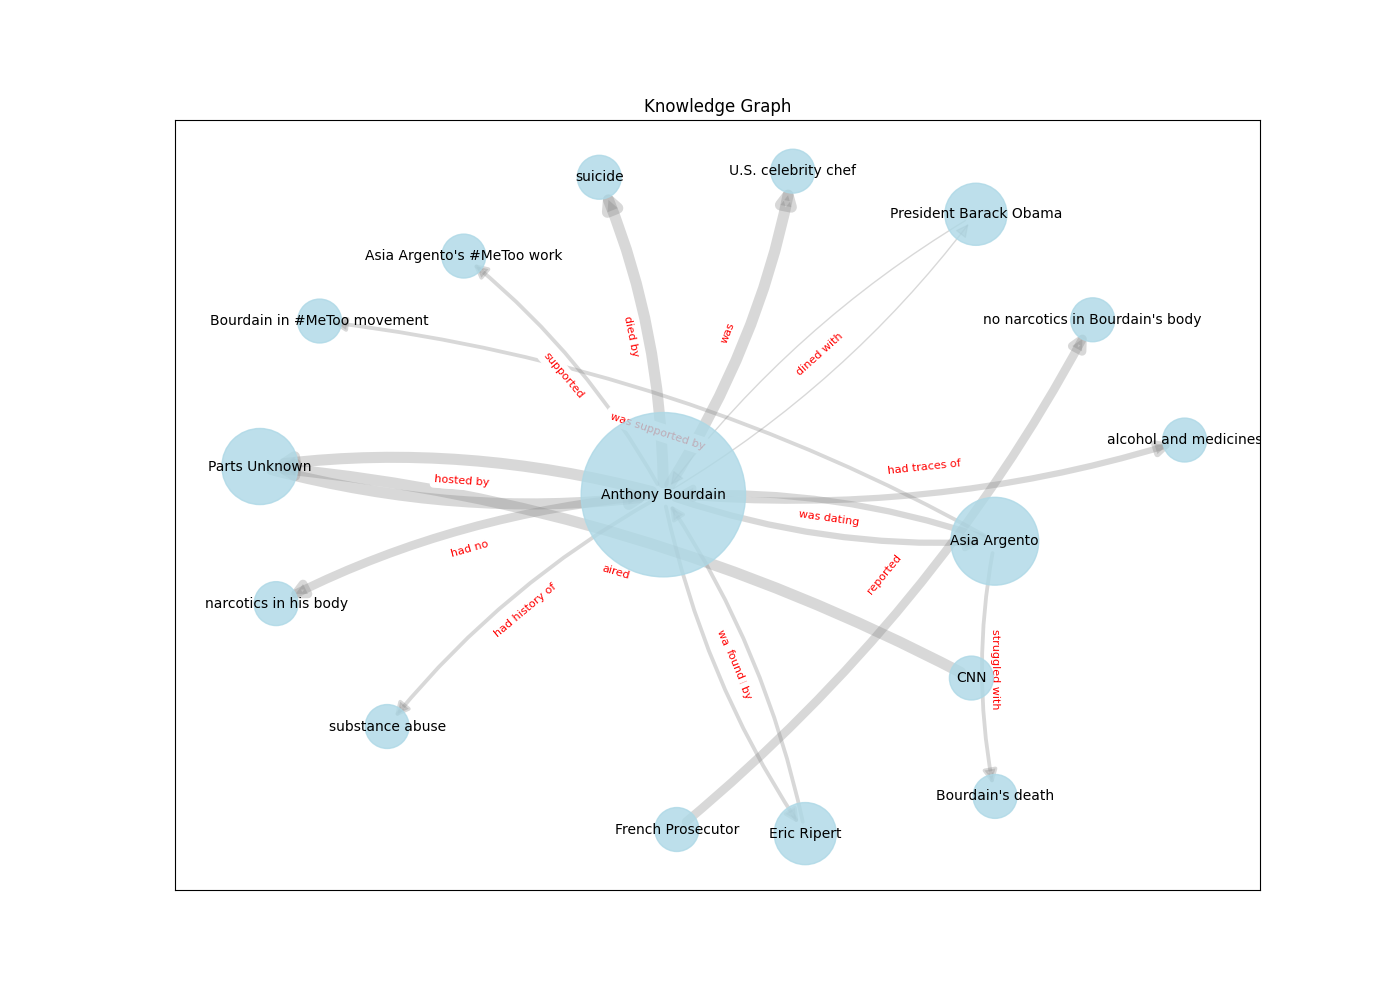 Knowledge Graph
suicide
U.S. celebrity chef
President Barack Obama
Asia Argento's #MeToo work
Bourdain in #MeToo movement
no narcotics in Bourdain's body
died by
was
dined with
supported
was supported by
alcohol and medicines
had traces of
Parts Unknown
hosted by
Anthony Bourdain
was dating
Asia Argento
had no
aired
reported
narcotics in his body
had history of
found by
struggled with
CNN
substance abuse
Bourdain's death
French Prosecutor
Eric Ripert